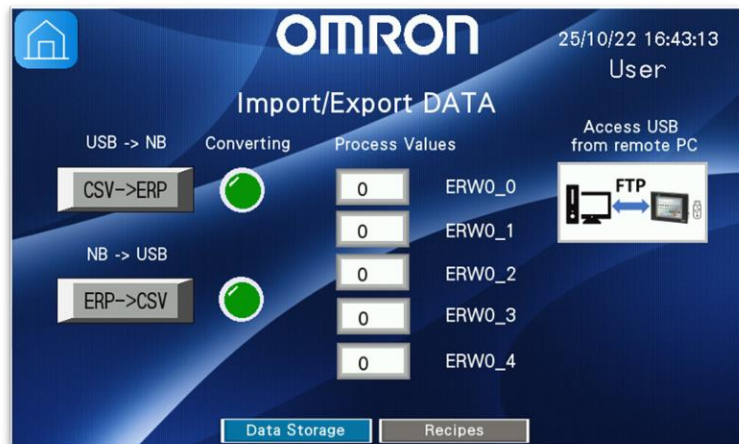 OMRON
25/10/22 16:43:13
User
Import/Export DATA
USB -> NB
Converting
Process Values
Access USB
from remote PC
CSV->ERP
0
ERW0_0
FTP
0
ERW0_1
NB -> USB
0
ERW0_2
ERP->CSV
0
ERW0_3
0
ERW0_4
Data Storage
Recipes